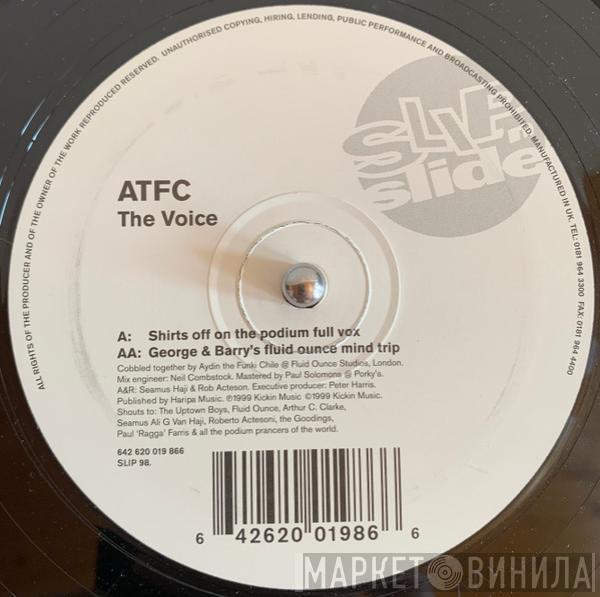 ALL RIGHTS OF THE PRODUCER AND OF THE OWNER OF THE WORK REPRODUCED RESERVED. UNAUTHORISED COPYING, HIRING, LENDING, PUBLIC PERFORMANCE AND BROADCASTING PROHIBITED. MANUFACTURED IN UK. TEL: 0181 964 3300 FAX: 0181 964 4400
SLIP 'n'
slide
ATFC
The Voice
A: Shirts off on the podium full vox
AA: George & Barry's fluid ounce mind trip
Cobbled together by Aydin the Funki Chile @ Fluid Ounce Studios, London.
Mix engineer: Neil Combstock. Mastered by Paul Solomons @ Porky's.
A&R: Seamus Haji & Rob Acteson. Executive producer: Peter Harris.
Published by Haripa Music. ℗1999 Kickin Music ©1999 Kickin Music.
Shouts to: The Uptown Boys, Fluid Ounce, Arthur C. Clarke,
Seamus Ali G Van Haji, Roberto Actesoni, the Goodings,
Paul 'Ragga' Farris & all the podium prancers of the world.
642 620 019 866
SLIP 98.
6 42620 01986 6
МАРКЕТ ВИНИЛА